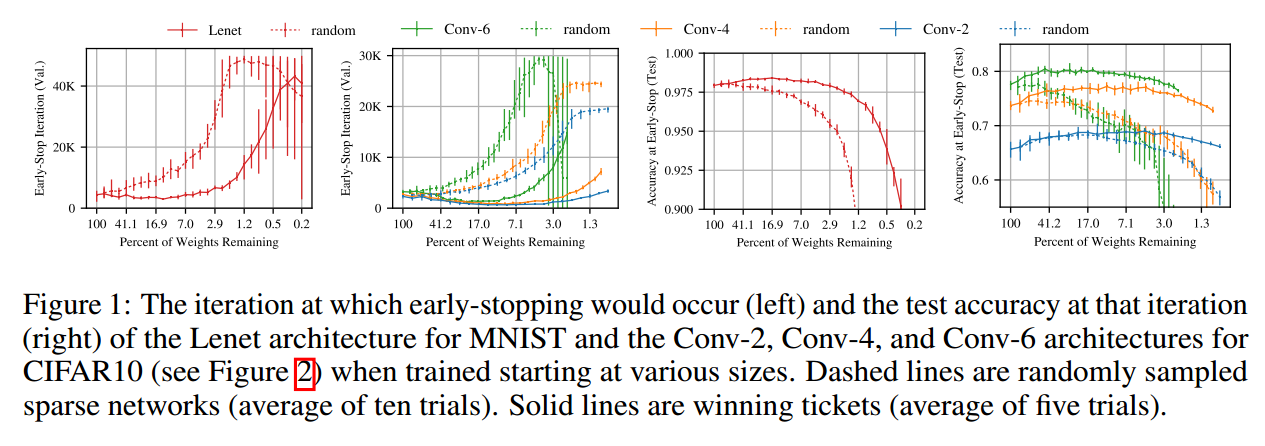 Lenet random Conv-6 random Conv-4 random Conv-2 random
Early-Stop Iteration (Val.)
40K
20K
0
100 41.1 16.9 7.0 2.9 1.2 0.5 0.2
Percent of Weights Remaining
Early-Stop Iteration (Val.)
30K
20K
10K
0
100 41.2 17.0 7.1 3.0 1.3
Percent of Weights Remaining
Accuracy at Early-Stop (Test)
1.000
0.975
0.950
0.925
0.900
100 41.1 16.9 7.0 2.9 1.2 0.5 0.2
Percent of Weights Remaining
Accuracy at Early-Stop (Test)
0.8
0.7
0.6
100 41.2 17.0 7.1 3.0 1.3
Percent of Weights Remaining
Figure 1: The iteration at which early-stopping would occur (left) and the test accuracy at that iteration
(right) of the Lenet architecture for MNIST and the Conv-2, Conv-4, and Conv-6 architectures for
CIFAR10 (see Figure 2) when trained starting at various sizes. Dashed lines are randomly sampled
sparse networks (average of ten trials). Solid lines are winning tickets (average of five trials).